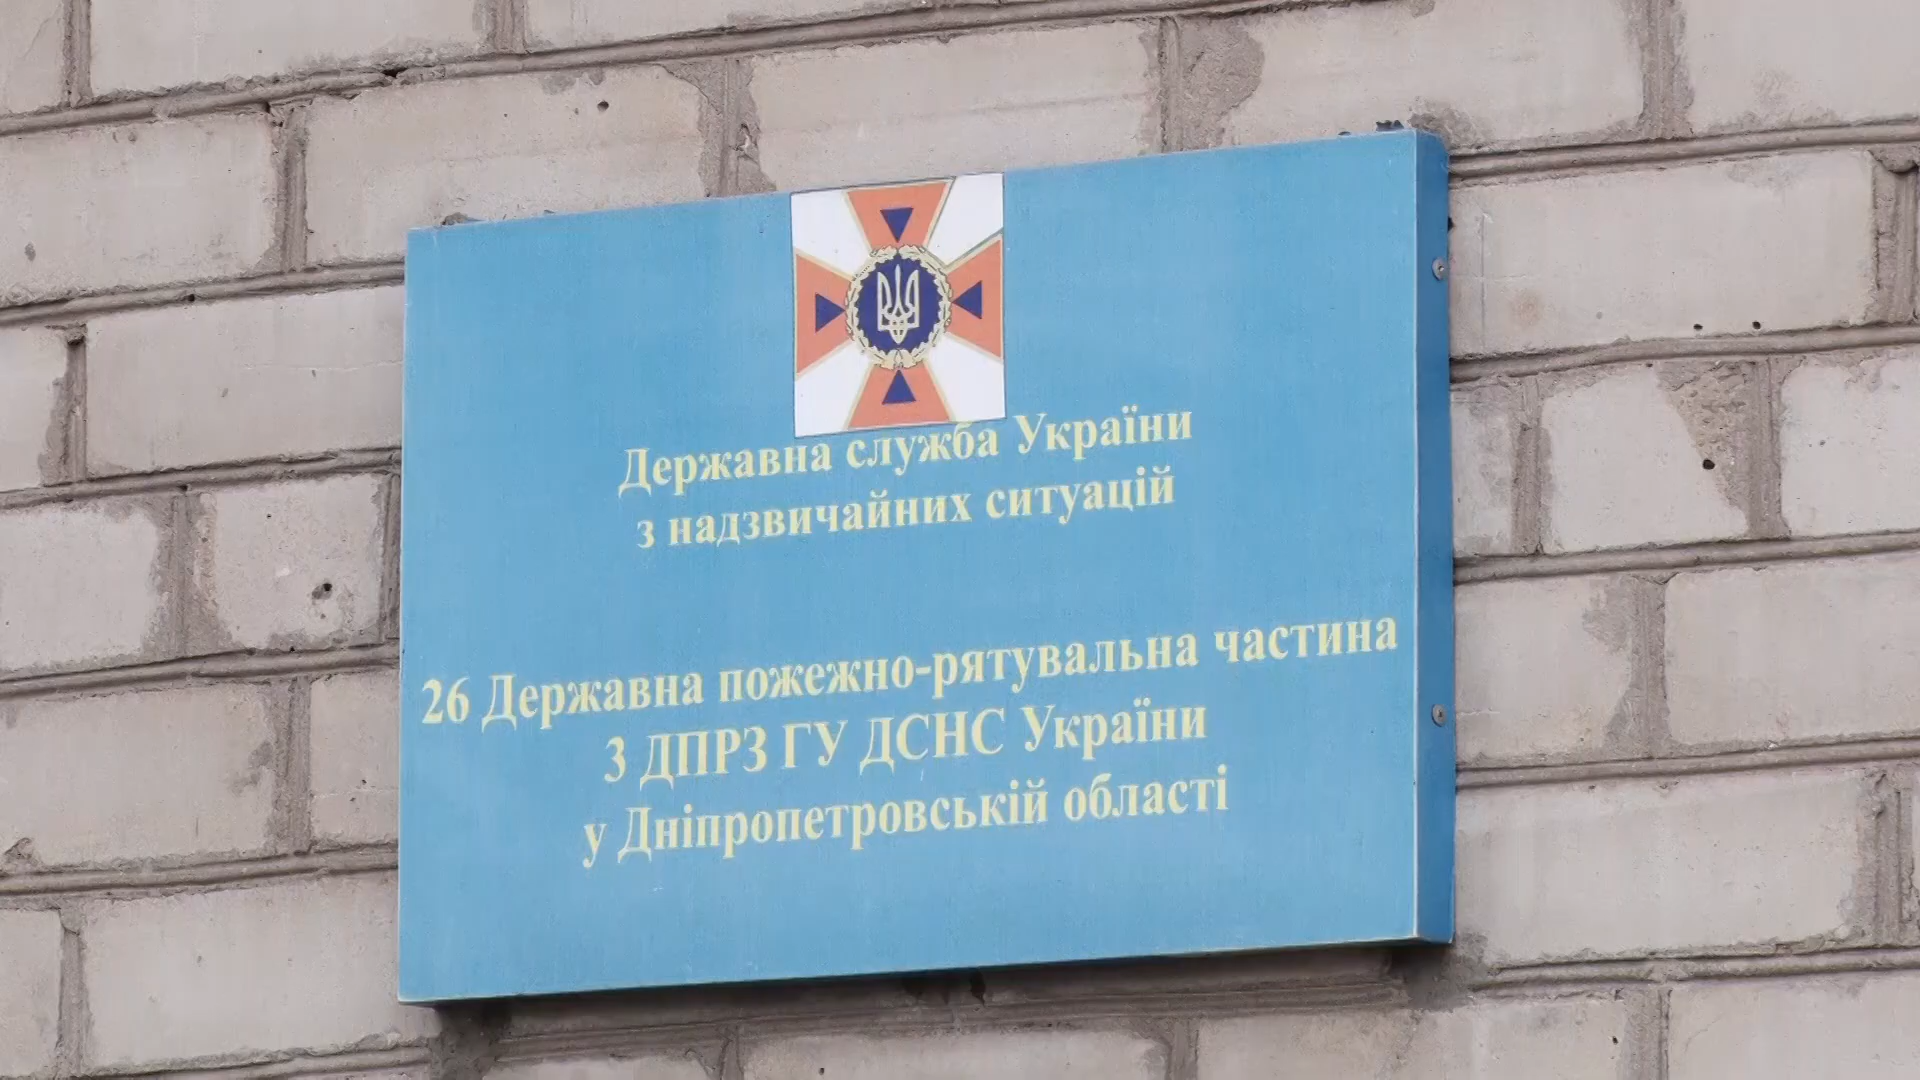 Державна служба України
з надзвичайних ситуацій
26 Державна пожежно-рятувальна частина
3 ДПРЗ ГУ ДСНС України
у Дніпропетровській області